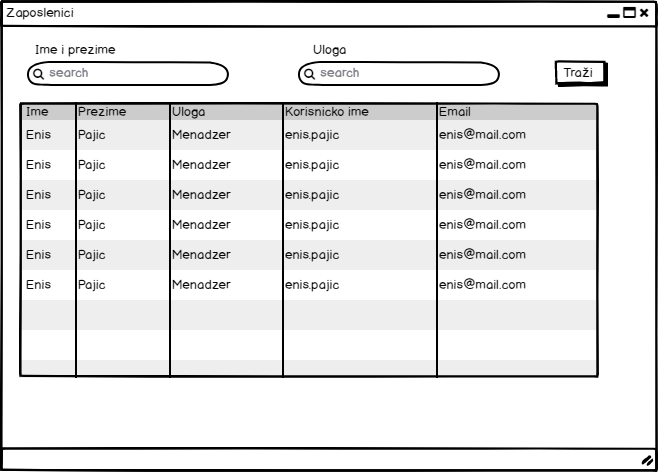 Zaposlenici
Ime i prezime Uloga
search search Traži
Ime Prezime Uloga Korisnicko ime Email
Enis Pajic Menadzer enis.pajic enis@mail.com
Enis Pajic Menadzer enis.pajic enis@mail.com
Enis Pajic Menadzer enis.pajic enis@mail.com
Enis Pajic Menadzer enis.pajic enis@mail.com
Enis Pajic Menadzer enis.pajic enis@mail.com
Enis Pajic Menadzer enis.pajic enis@mail.com